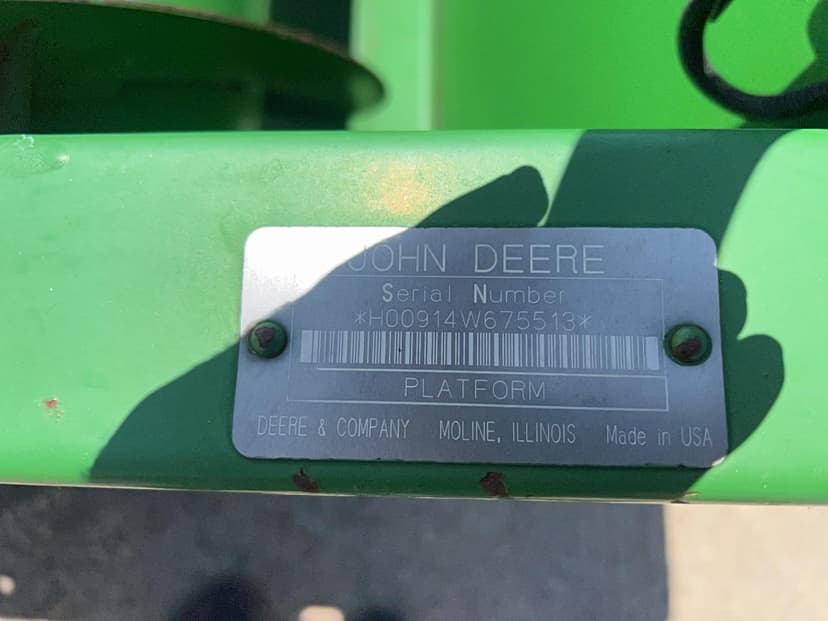 JOHN DEERE
Serial Number
*H00914W675513*
PLATFORM
DEERE & COMPANY MOLINE, ILLINOIS Made in USA